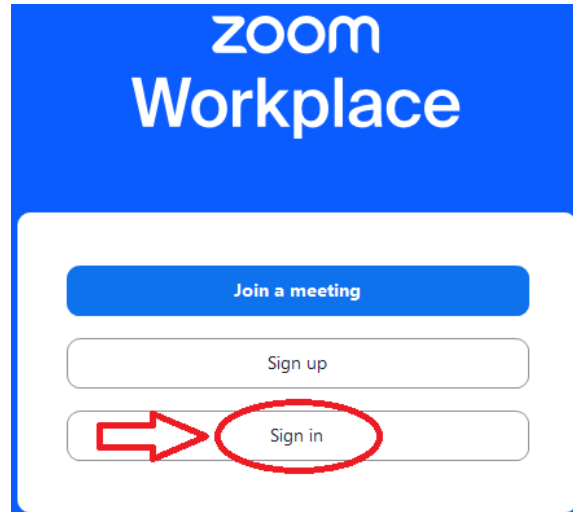 zoom
Workplace
Join a meeting
Sign up
Sign in